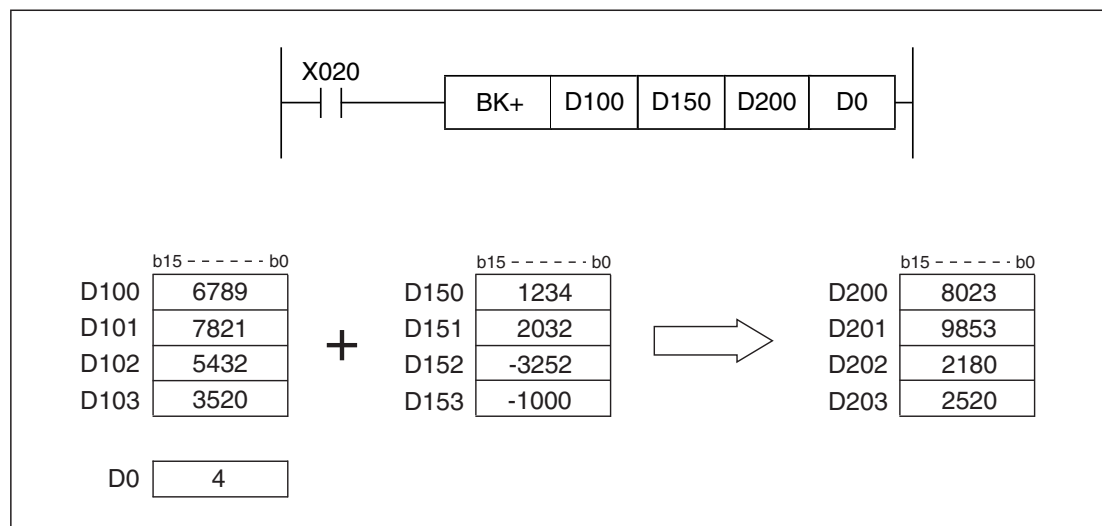 X020
BK+ D100 D150 D200 D0
b15 - - - - - - b0 b15 - - - - - - b0 b15 - - - - - - b0
D100 6789 D150 1234 D200 8023
D101 7821 + D151 2032 D201 9853
D102 5432 D152 -3252 D202 2180
D103 3520 D153 -1000 D203 2520
D0 4